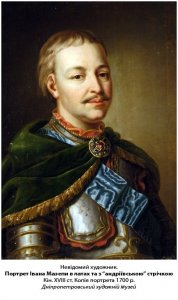 Невідомий художник.
Портрет Івана Мазепи в латах та з "андріївською" стрічкою
Кін. XVIII ст. Копія портрета 1700 р.
Дніпропетровський художній Музей